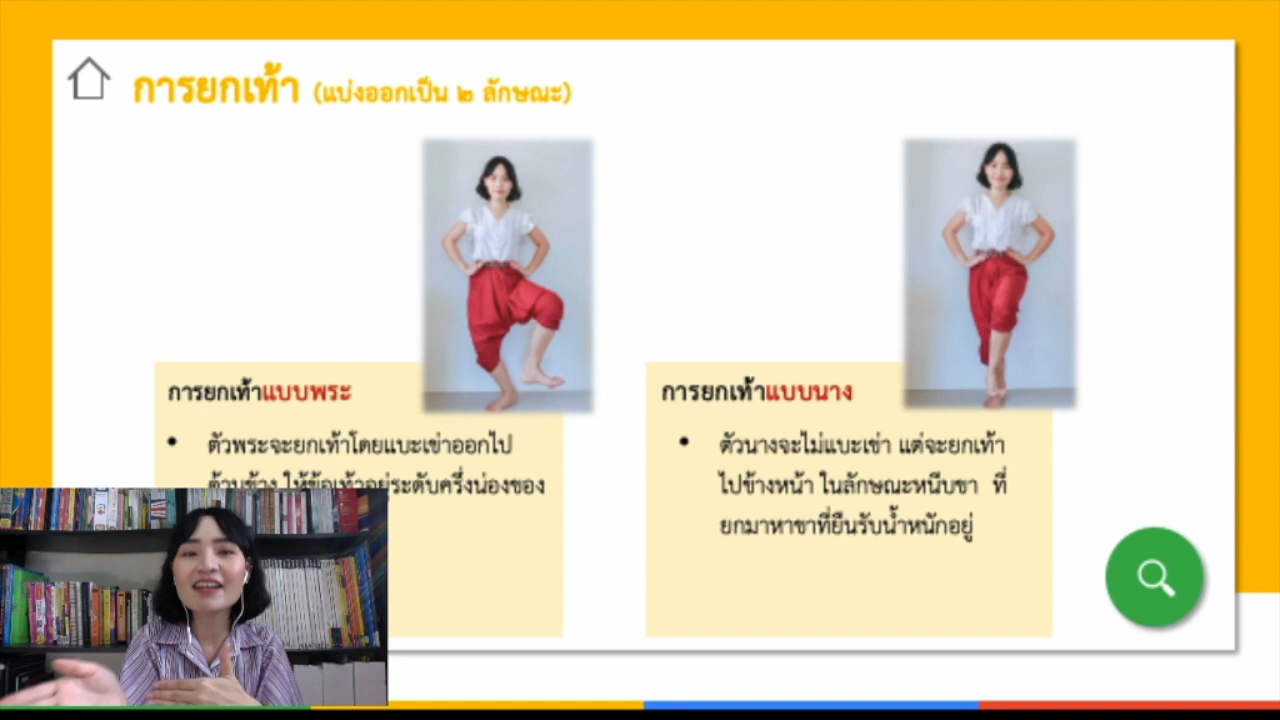 การยกเท้า (แบ่งออกเป็น ๒ ลักษณะ)
การยกเท้าแบบพระ
• ตัวพระจะยกเท้าโดยแบะเข่าออกไป
ด้านข้าง ให้ข้อเท้าอยู่ระดับครึ่งน่องของ
การยกเท้าแบบนาง
• ตัวนางจะไม่แบะเข่า แต่จะยกเท้า
ไปข้างหน้า ในลักษณะหนีบขา ที่
ยกมาหาขาที่ยืนรับน้ำหนักอยู่